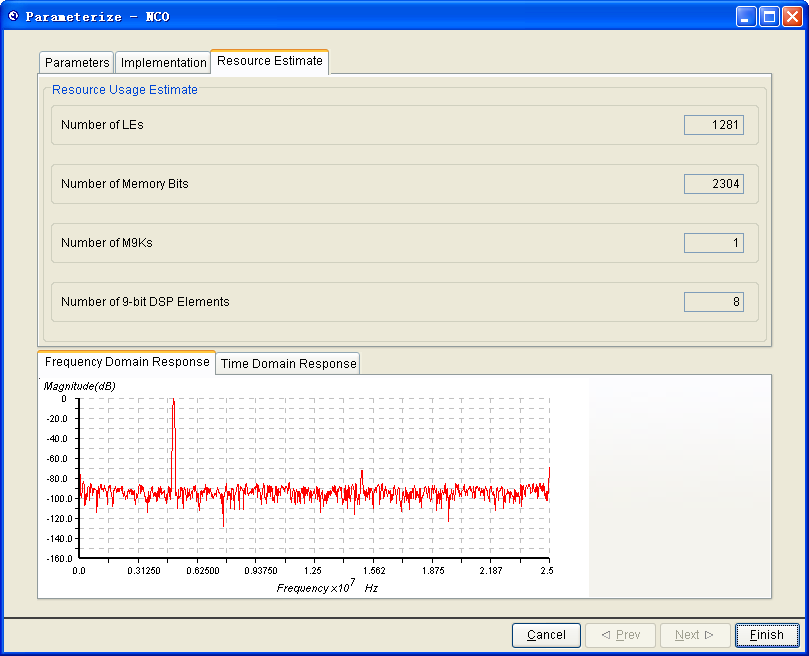 Parameterize - NCO
Parameters Implementation Resource Estimate
Resource Usage Estimate
Number of LEs 1281
Number of Memory Bits 2304
Number of M9Ks 1
Number of 9-bit DSP Elements 8
Frequency Domain Response Time Domain Response
Magnitude(dB)
0
-20.0
-40.0
-60.0
-80.0
-100.0
-120.0
-140.0
-160.0
0.0 0.31250 0.62500 0.93750 1.25 1.562 1.875 2.187 2.5
Frequency x10^7 Hz
Cancel < Prev Next > Finish